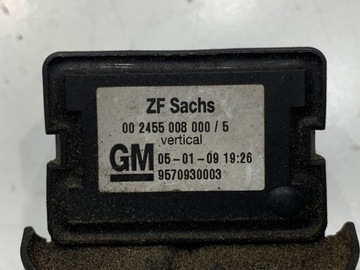 ZF Sachs
00 2455 008 000 / 5
vertical
GM 05-01-09 19:26
9570930003